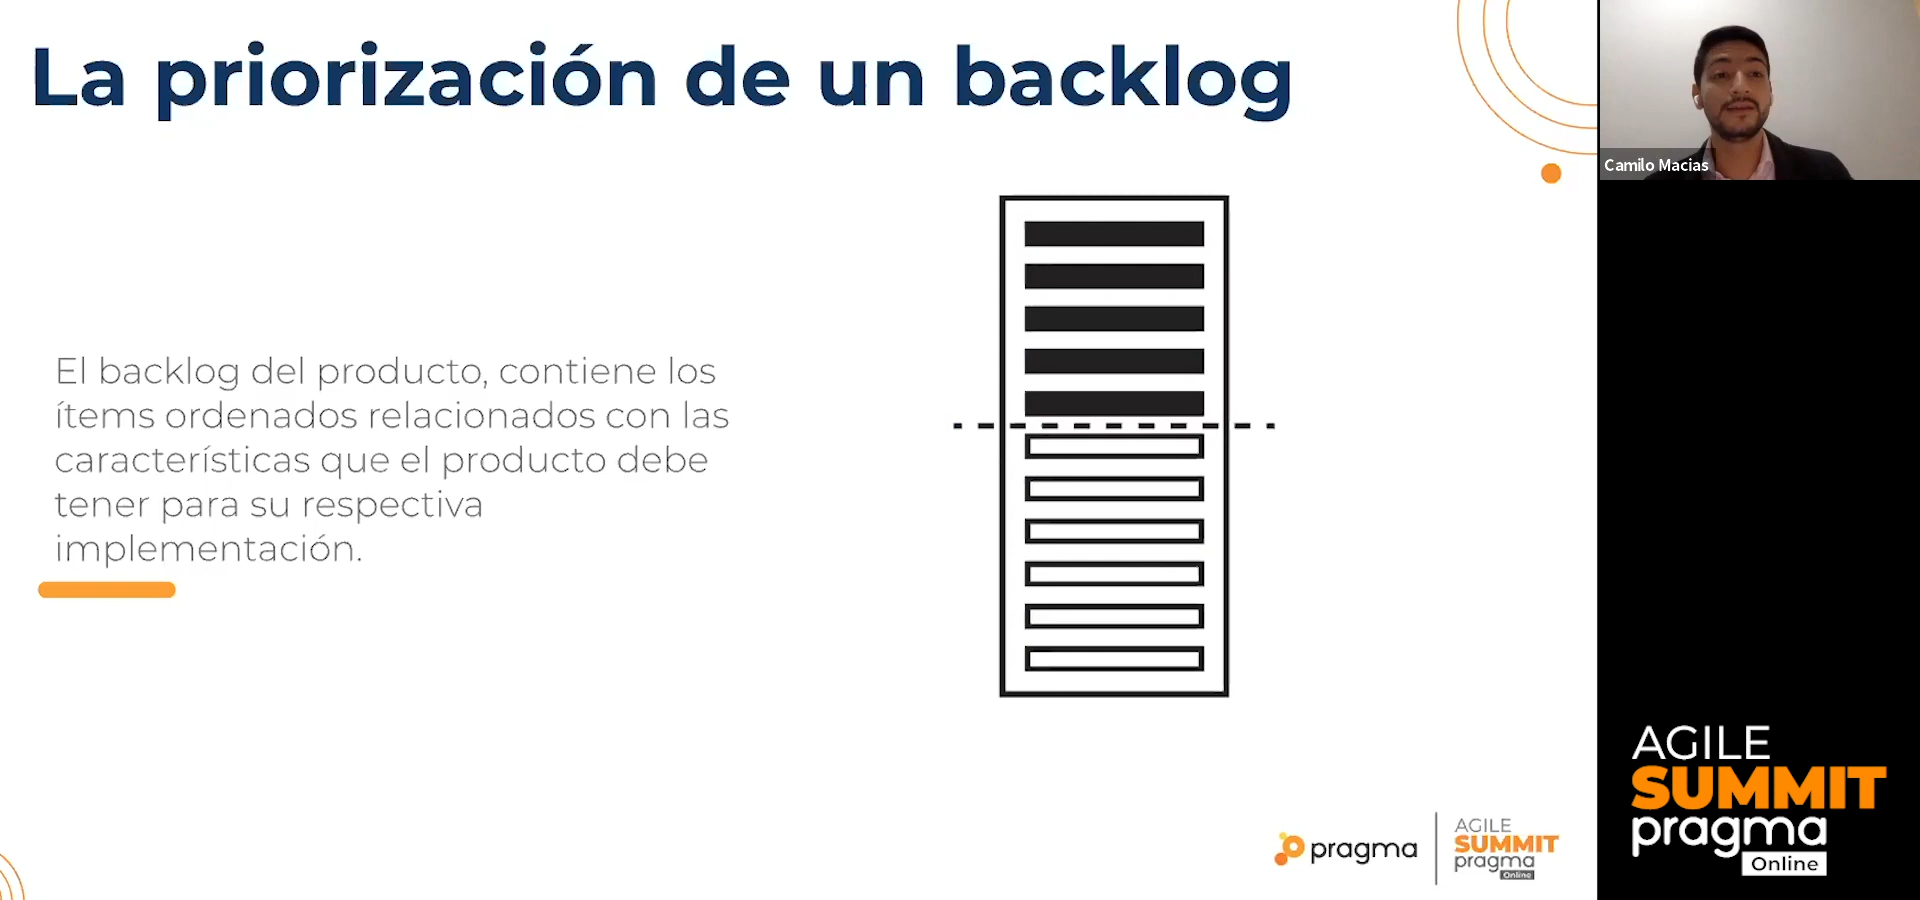 La priorización de un backlog
El backlog del producto, contiene los
ítems ordenados relacionados con las
características que el producto debe
tener para su respectiva
implementación.
pragma
AGILE
SUMMIT
pragma
Online
Camilo Macias
AGILE
SUMMIT
pragma
Online